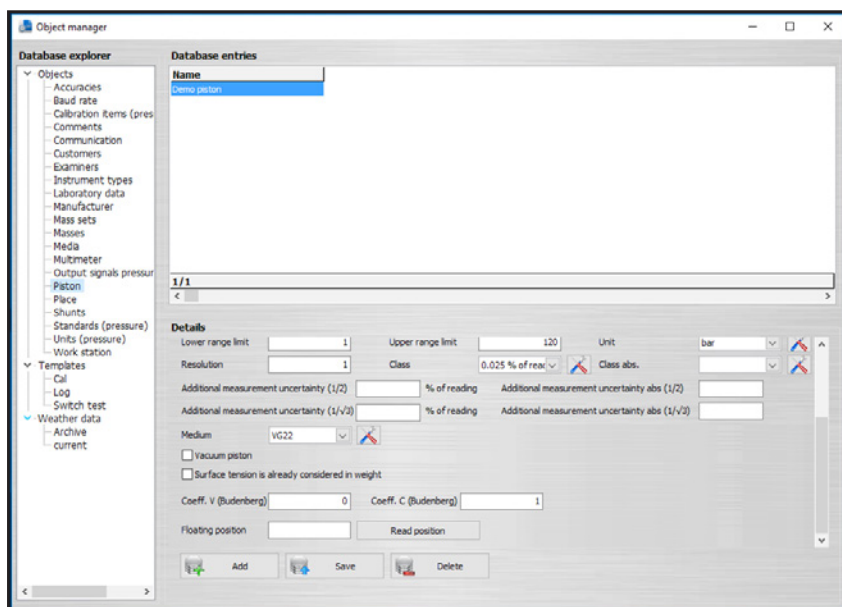 Object manager
Database explorer
Objects
Accuracies
Baud rate
Calibration items (pres
Comments
Communication
Customers
Examiners
Instrument types
Laboratory data
Manufacturer
Mass sets
Masses
Media
Multimeter
Output signals pressur
Piston
Place
Shunts
Standards (pressure)
Units (pressure)
Work station
Templates
Cal
Log
Switch test
Weather data
Archive
current
Database entries
Name
Demo piston
1/1
Details
Lower range limit 1 Upper range limit 120 Unit bar
Resolution 1 Class 0.025 % of rea Class abs.
Additional measurement uncertainty (1/2) % of reading Additional measurement uncertainty abs (1/2)
Additional measurement uncertainty (1/√3) % of reading Additional measurement uncertainty abs (1/√3)
Medium VG22
Vacuum piston
Surface tension is already considered in weight
Coeff. V (Budenberg) 0 Coeff. C (Budenberg) 1
Floating position Read position
Add Save Delete